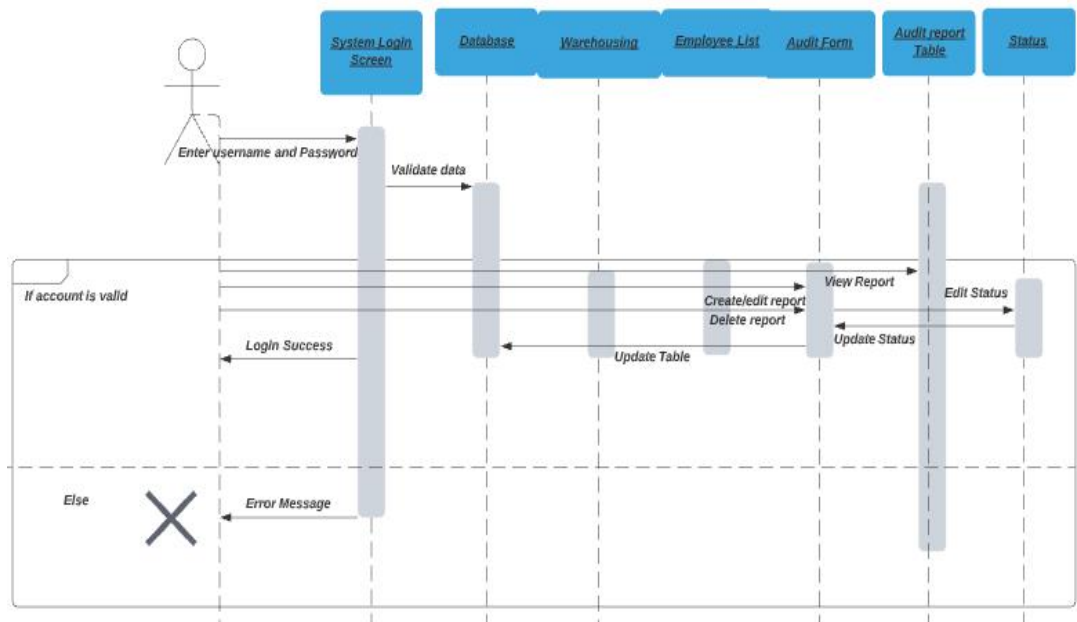 System Login
Screen
Database
Warehousing
Employee List
Audit Form
Audit report
Table
Status
Enter username and Password
Validate data
If account is valid
View Report
Edit Status
Create/edit report
Delete report
Update Status
Login Success
Update Table
Else
Error Message